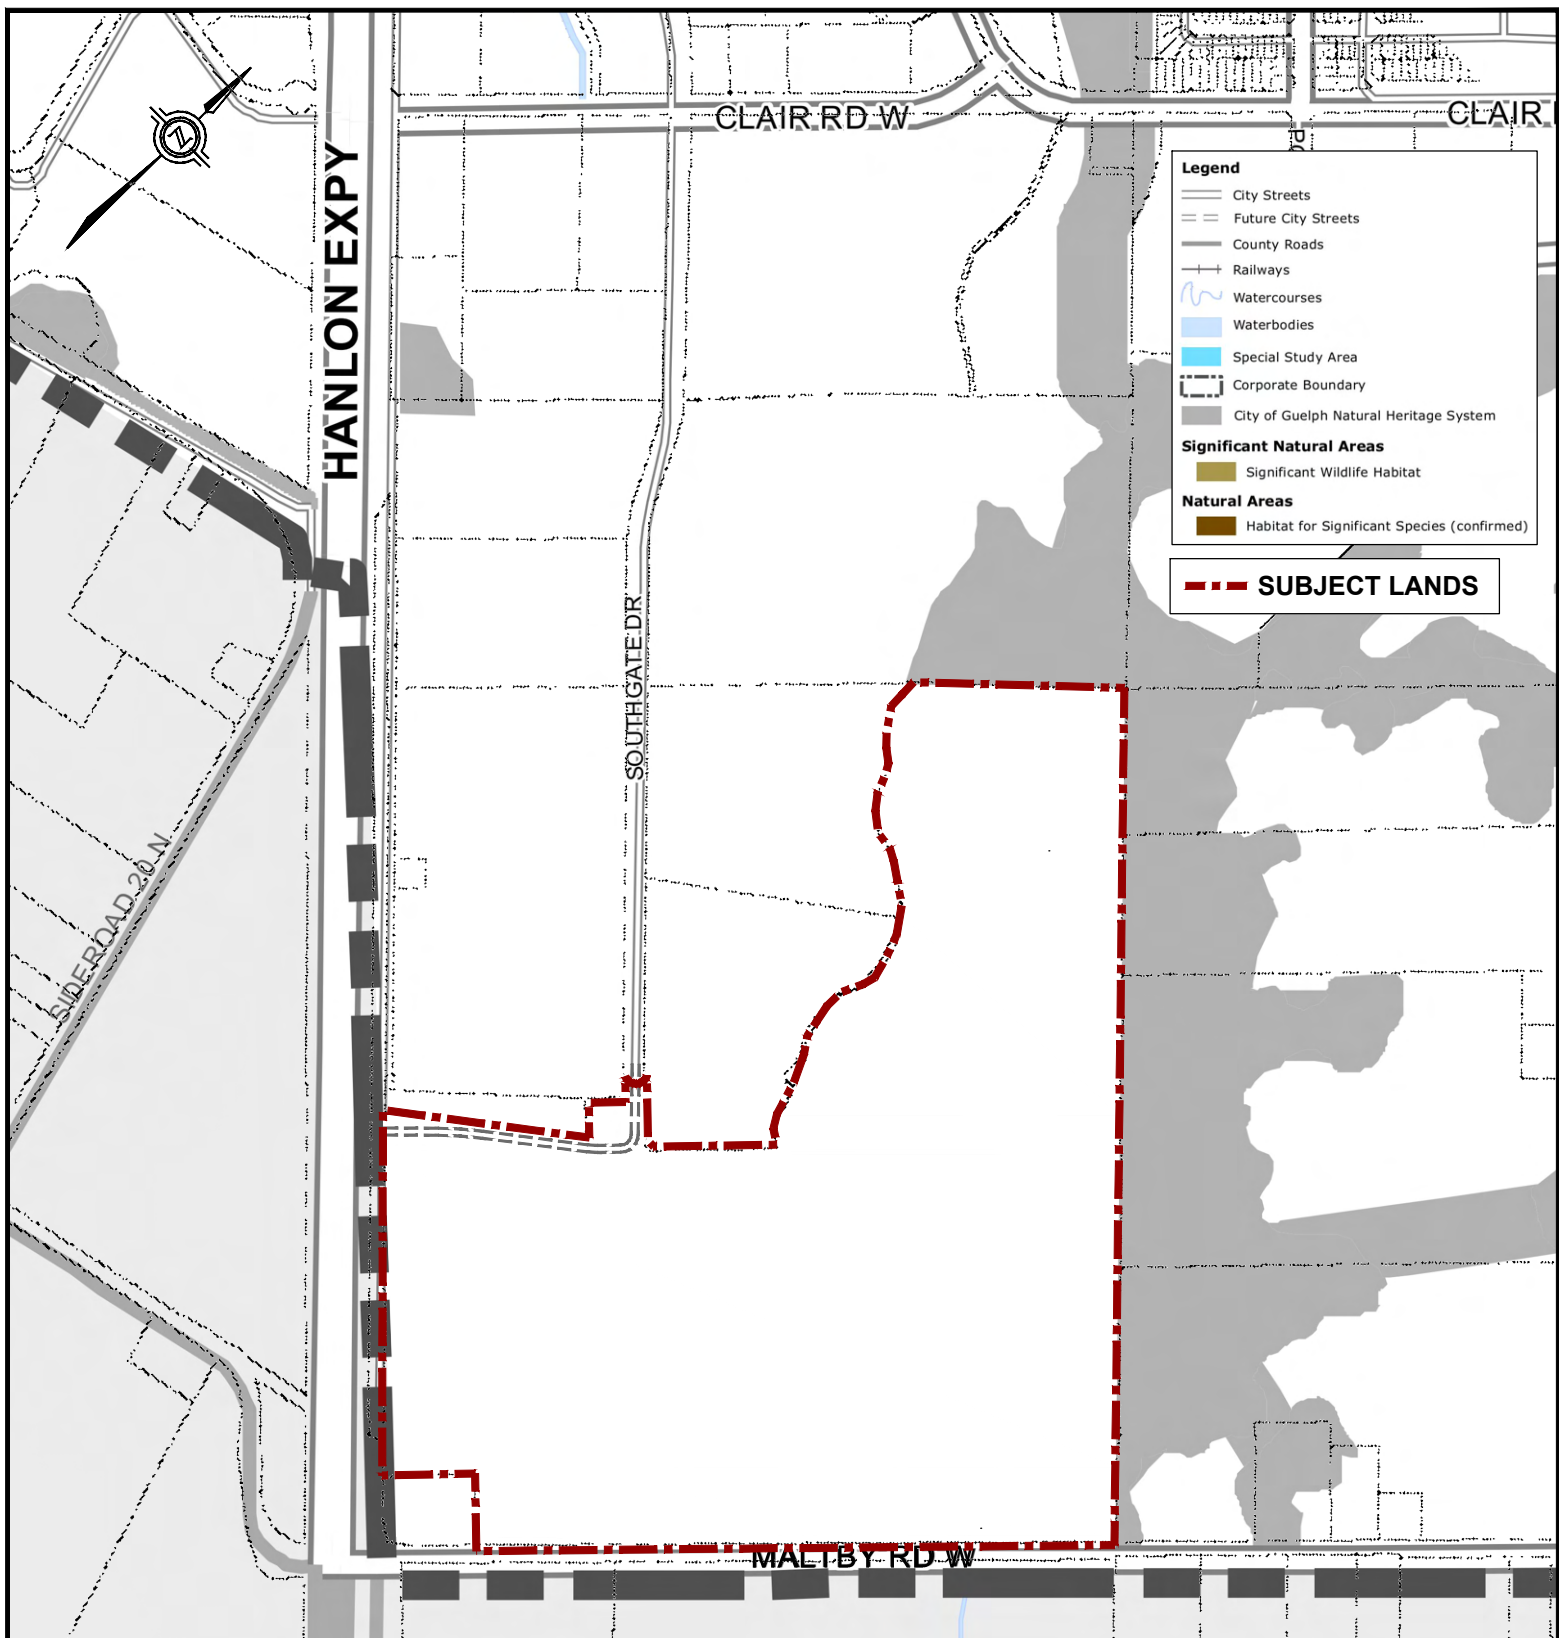 CLAIR RD W
CLAIR
HANLON EXPY
Z
Legend
City Streets
Future City Streets
County Roads
Railways
Watercourses
Waterbodies
Special Study Area
Corporate Boundary
City of Guelph Natural Heritage System
Significant Natural Areas
Significant Wildlife Habitat
Natural Areas
Habitat for Significant Species (confirmed)
SUBJECT LANDS
SOUTHGATE DR
SIDEROAD 20 N
MALTBY RD W